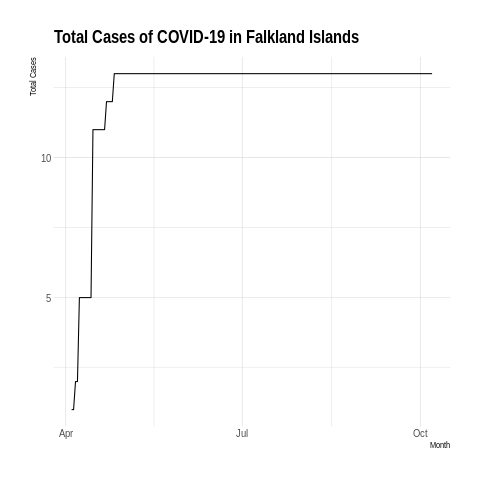 Total Cases of COVID-19 in Falkland Islands
Total Cases
10
5
Apr
Jul
Oct
Month